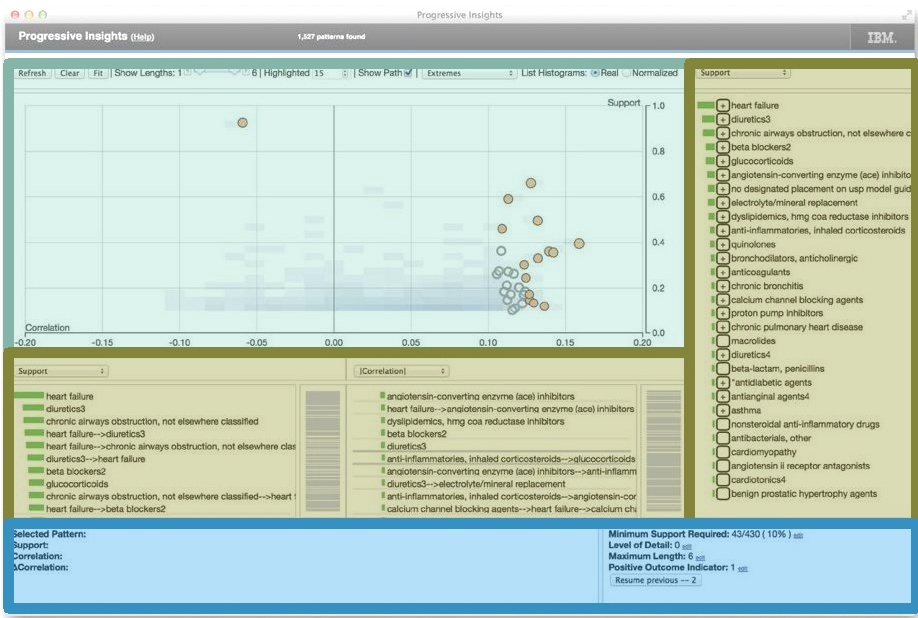 Progressive Insights
Progressive Insights (Help)
1,527 patterns found
IBM.
Refresh Clear Fit | Show Lengths: 1 6 | Highlighted 15 | Show Path | Extremes List Histograms: Real Normalized
Support
Support
1.0
0.8
0.6
0.4
0.2
0.0
Correlation
-0.20 -0.15 -0.10 -0.05 0.00 0.05 0.10 0.15 0.20
+ heart failure
+ diuretics3
+ chronic airways obstruction, not elsewhere c
+ beta blockers2
+ glucocorticoids
+ angiotensin-converting enzyme (ace) inhibito
+ no designated placement on usp model guid
+ electrolyte/mineral replacement
+ dyslipidemics, hmg coa reductase inhibitors
+ anti-inflammatories, inhaled corticosteroids
+ quinolones
+ bronchodilators, anticholinergic
+ anticoagulants
+ chronic bronchitis
+ calcium channel blocking agents
+ proton pump inhibitors
+ chronic pulmonary heart disease
macrolides
+ diuretics4
beta-lactam, penicillins
+ *antidiabetic agents
+ antianginal agents4
+ asthma
nonsteroidal anti-inflammatory drugs
antibacterials, other
cardiomyopathy
angiotensin ii receptor antagonists
cardiotonics4
benign prostatic hypertrophy agents
Support
heart failure
diuretics3
chronic airways obstruction, not elsewhere classified
heart failure-->diuretics3
heart failure-->chronic airways obstruction, not elsewhere clas
diuretics3-->heart failure
beta blockers2
glucocorticoids
chronic airways obstruction, not elsewhere classified-->heart f
heart failure-->beta blockers2
|Correlation|
angiotensin-converting enzyme (ace) inhibitors
heart failure-->angiotensin-converting enzyme (ace) inhibitors
dyslipidemics, hmg coa reductase inhibitors
beta blockers2
diuretics3
anti-inflammatories, inhaled corticosteroids-->glucocorticoids
angiotensin-converting enzyme (ace) inhibitors-->anti-inflamm
diuretics3-->electrolyte/mineral replacement
anti-inflammatories, inhaled corticosteroids-->angiotensin-cor
calcium channel blocking agents-->heart failure-->calcium cha
Selected Pattern:
Support:
Correlation:
ΔCorrelation:
Minimum Support Required: 43/430 ( 10% ) edit
Level of Detail: 0 edit
Maximum Length: 6 edit
Positive Outcome Indicator: 1 edit
Resume previous -- 2